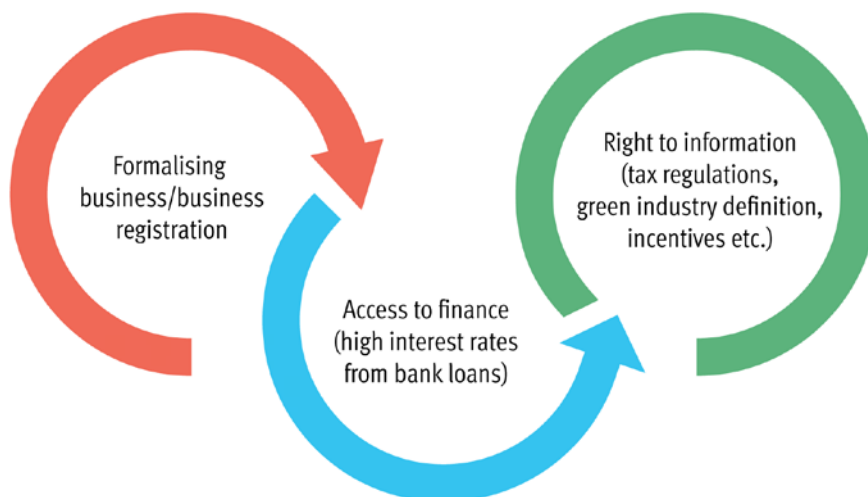 Formalising
business/business
registration
Access to finance
(high interest rates
from bank loans)
Right to information
(tax regulations,
green industry definition,
incentives etc.)